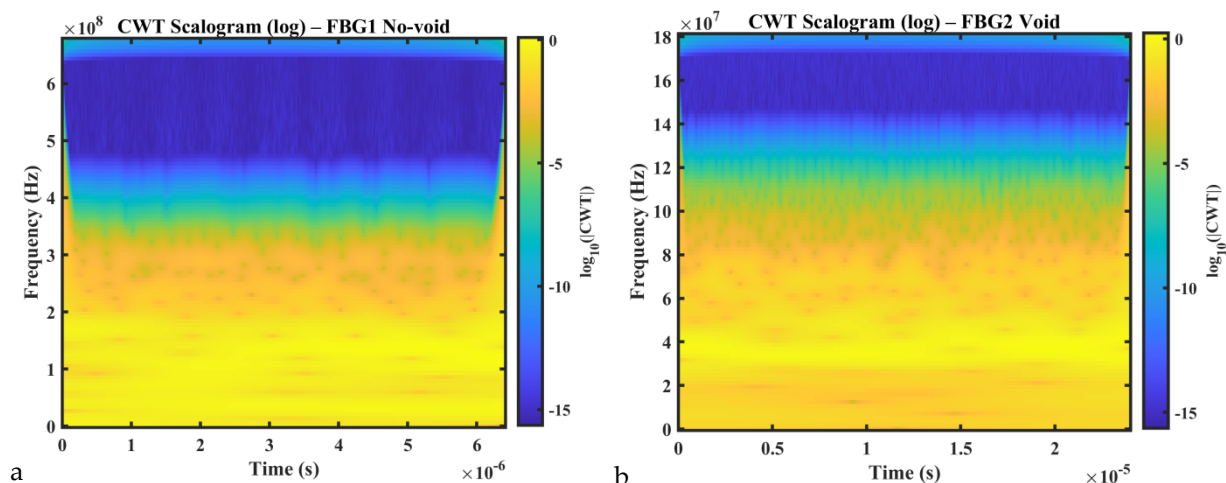 ×10⁸ CWT Scalogram (log) – FBG1 No-void
0
6
5
4
3
2
1
0
-5
-10
-15
Frequency (Hz)
log₁₀(|CWT|)
0 1 2 3 4 5 6
Time (s) ×10⁻⁶
a
×10⁷ CWT Scalogram (log) – FBG2 Void
18
16
14
12
10
8
6
4
2
0
0
-5
-10
-15
Frequency (Hz)
log₁₀(|CWT|)
0 0.5 1 1.5 2
Time (s) ×10⁻⁵
b